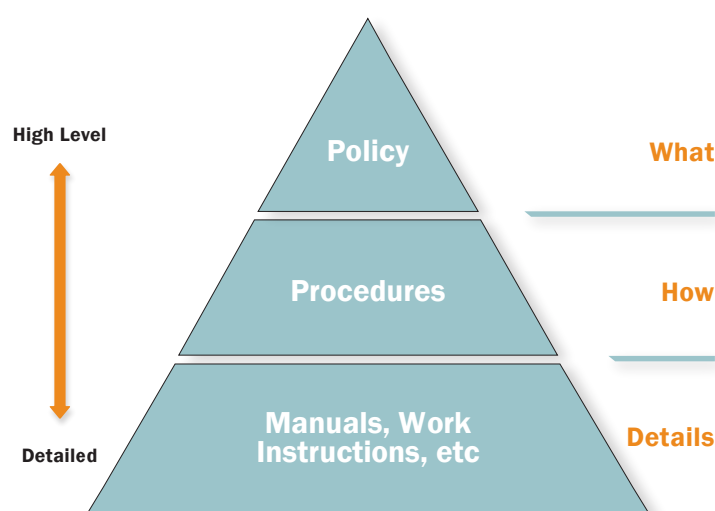 Policy
What
High Level
Procedures
How
Manuals, Work
Instructions, etc
Details
Detailed